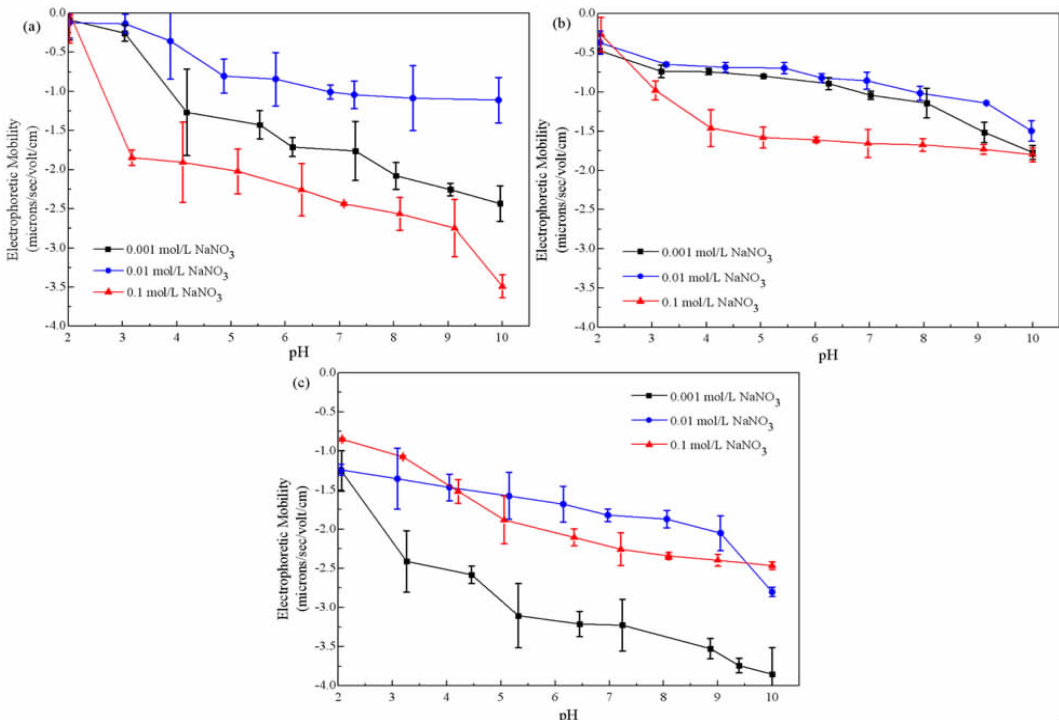 (a)
Electrophoretic Mobility
(microns/sec/volt/cm)
0.0
-0.5
-1.0
-1.5
-2.0
-2.5
-3.0
-3.5
-4.0
0.001 mol/L NaNO3
0.01 mol/L NaNO3
0.1 mol/L NaNO3
2 3 4 5 6 7 8 9 10
pH
(b)
Electrophoretic Mobility
(microns/sec/volt/cm)
0.0
-0.5
-1.0
-1.5
-2.0
-2.5
-3.0
-3.5
-4.0
0.001 mol/L NaNO3
0.01 mol/L NaNO3
0.1 mol/L NaNO3
2 3 4 5 6 7 8 9 10
pH
(c)
Electrophoretic Mobility
(microns/sec/volt/cm)
0.0
-0.5
-1.0
-1.5
-2.0
-2.5
-3.0
-3.5
-4.0
0.001 mol/L NaNO3
0.01 mol/L NaNO3
0.1 mol/L NaNO3
2 3 4 5 6 7 8 9 10
pH